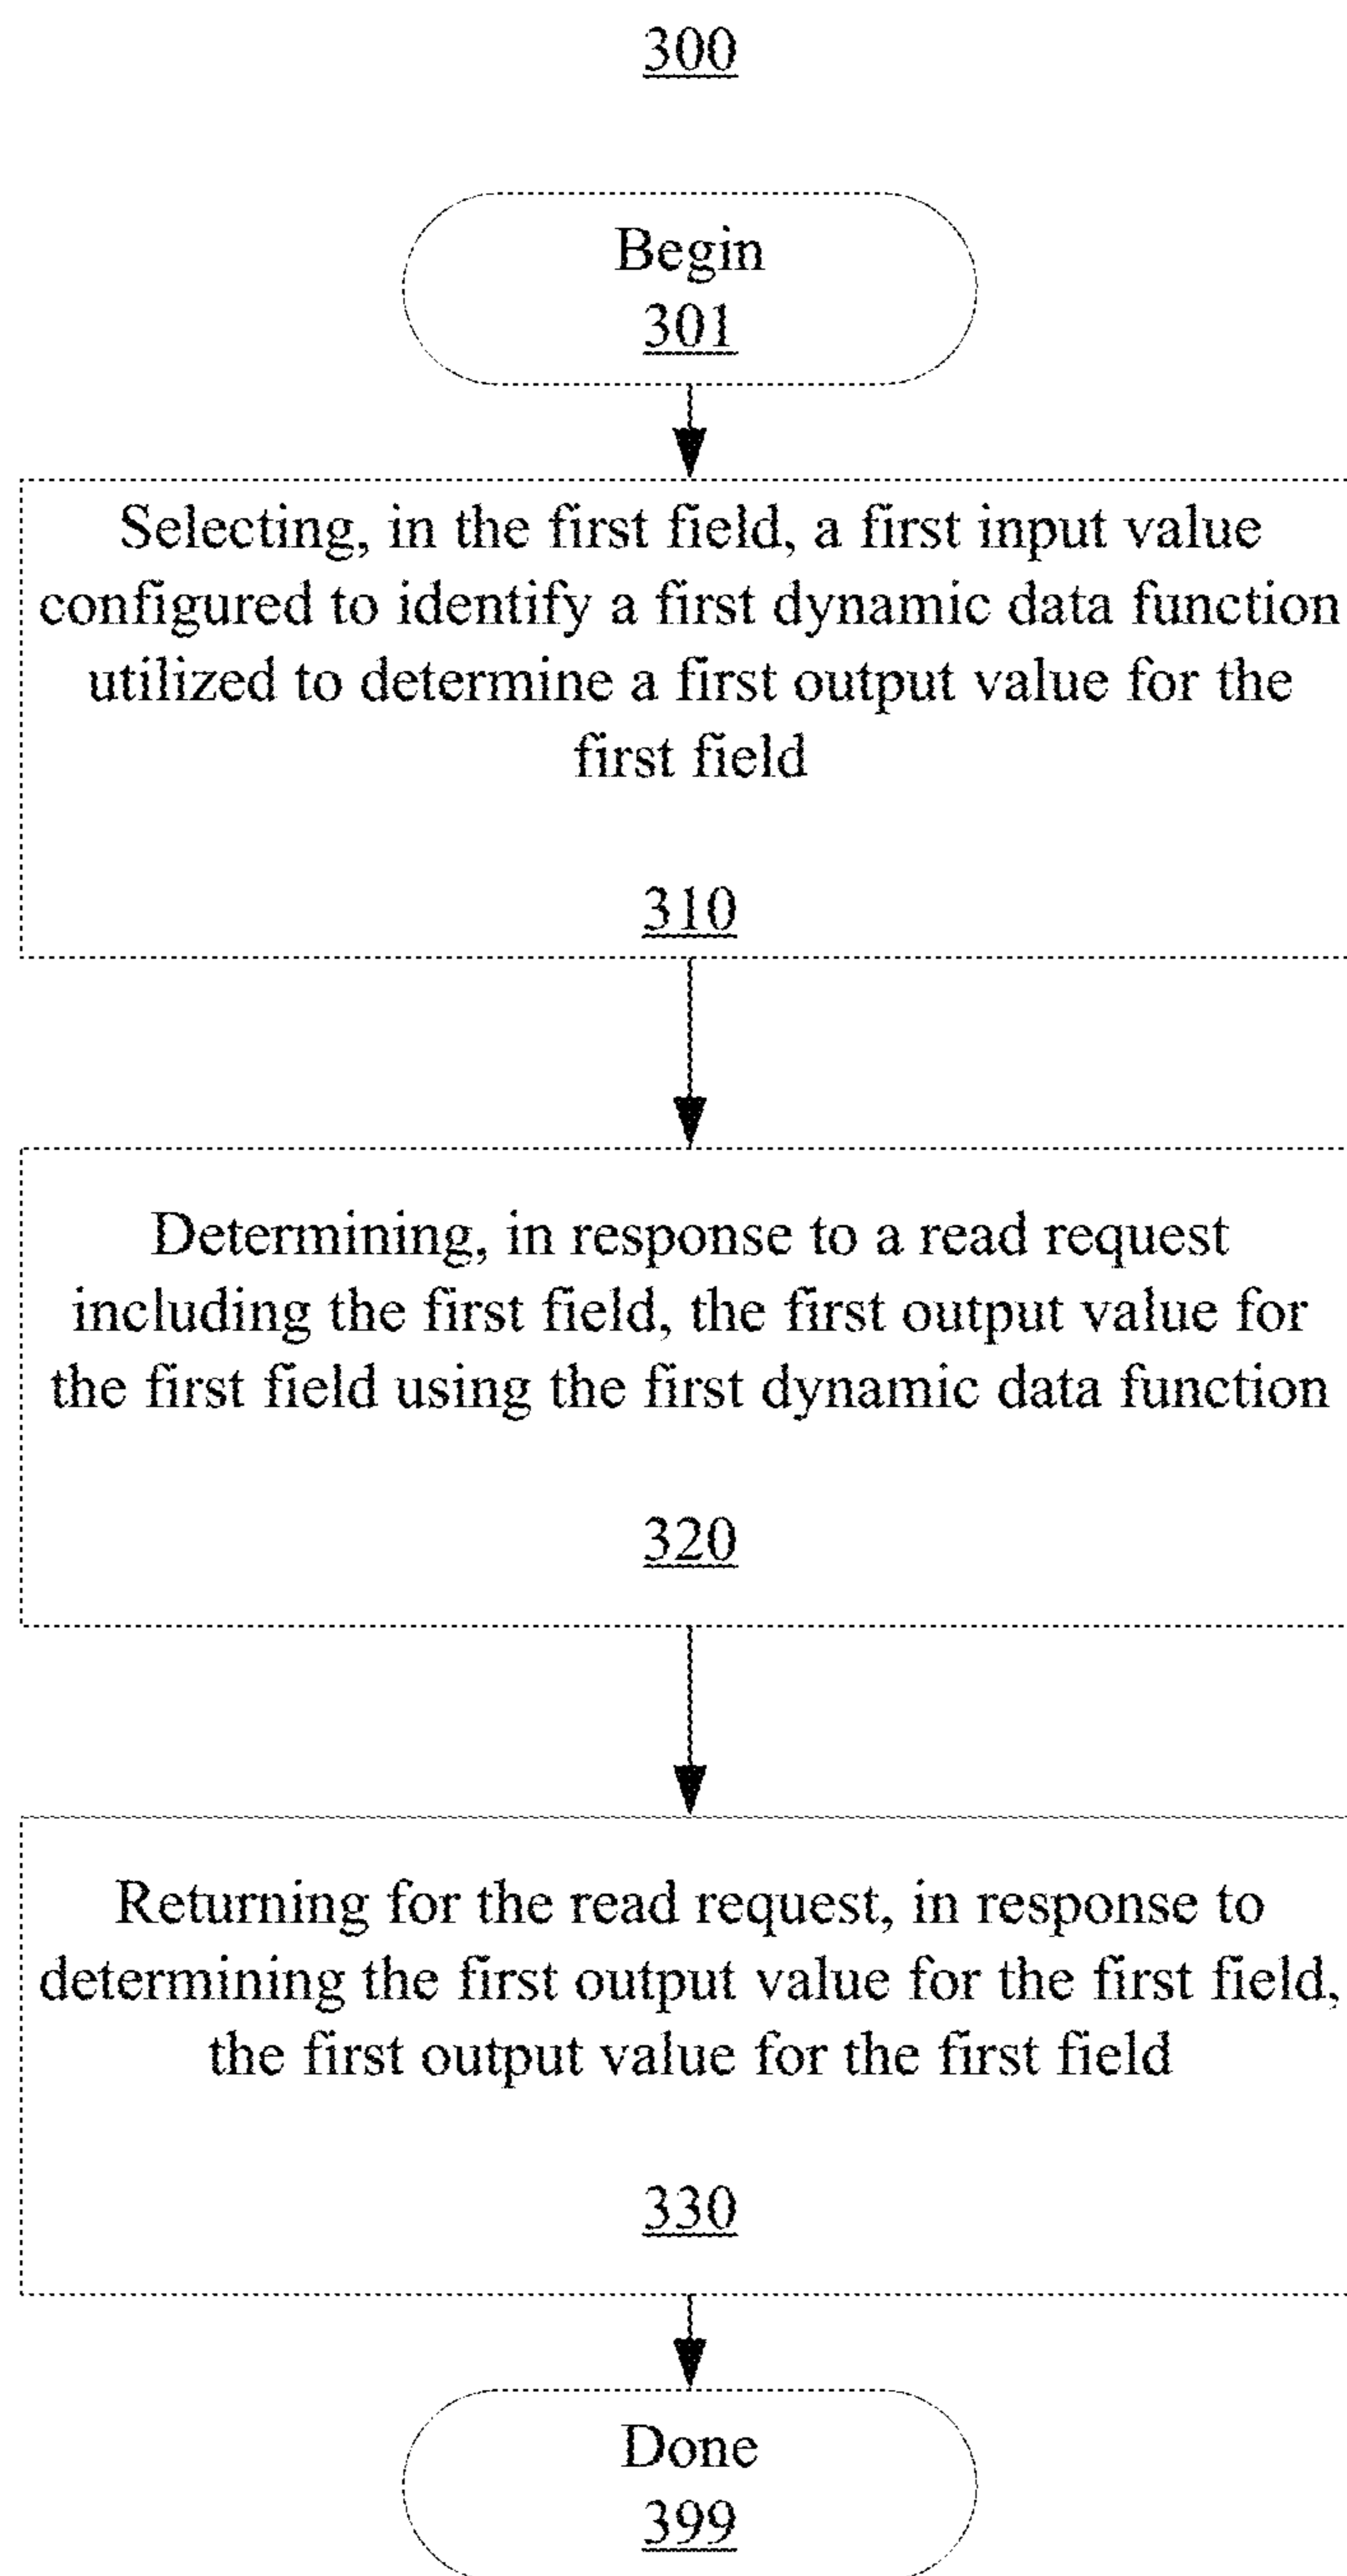 300
Begin
301
Selecting, in the first field, a first input value
configured to identify a first dynamic data function
utilized to determine a first output value for the
first field
310
Determining, in response to a read request
including the first field, the first output value for
the first field using the first dynamic data function
320
Returning for the read request, in response to
determining the first output value for the first field,
the first output value for the first field
330
Done
399